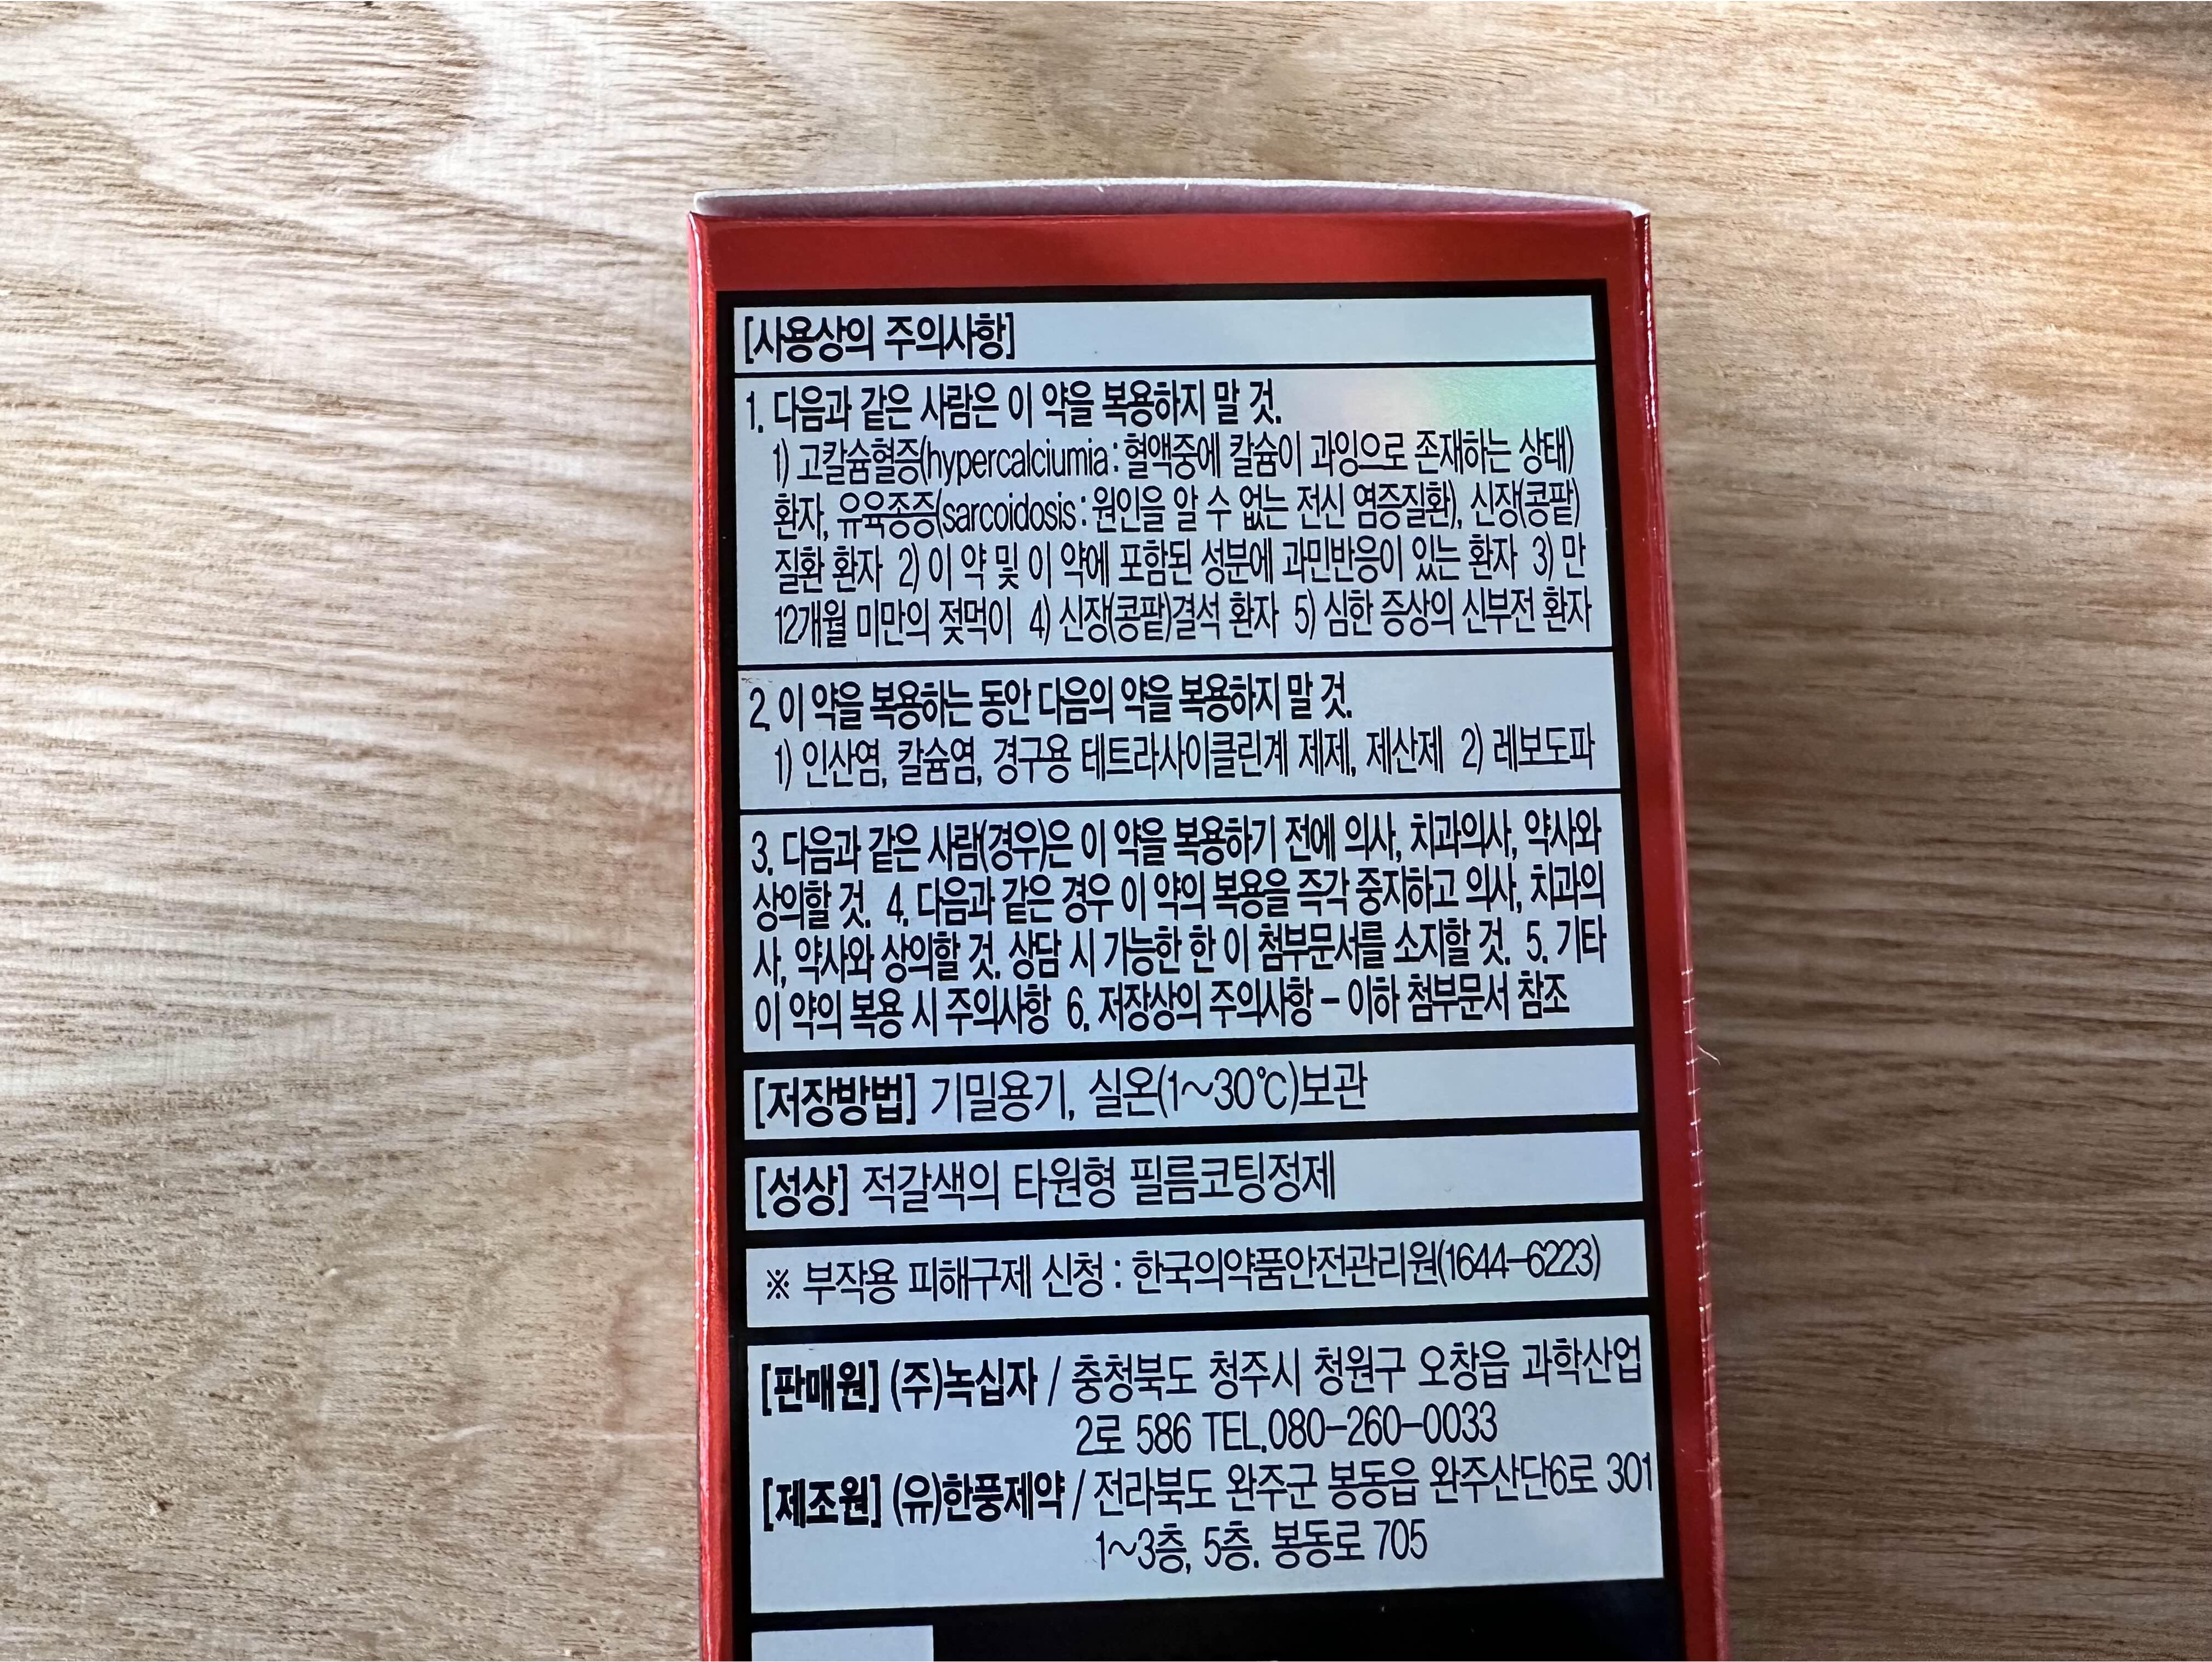 [사용상의 주의사항]
1. 다음과 같은 사람은 이 약을 복용하지 말 것.
1) 고칼슘혈증(hypercalciumia : 혈액중에 칼슘이 과잉으로 존재하는 상태)
환자, 유육종증(sarcoidosis : 원인을 알 수 없는 전신 염증질환), 신장(콩팥)
질환 환자 2) 이 약 및 이 약에 포함된 성분에 과민반응이 있는 환자 3) 만
12개월 미만의 젖먹이 4) 신장(콩팥)결석 환자 5) 심한 증상의 신부전 환자
2. 이 약을 복용하는 동안 다음의 약을 복용하지 말 것.
1) 인산염, 칼슘염, 경구용 테트라사이클린계 제제, 제산제 2) 레보도파
3. 다음과 같은 사람(경우)은 이 약을 복용하기 전에 의사, 치과의사, 약사와
상의할 것. 4. 다음과 같은 경우 이 약의 복용을 즉각 중지하고 의사, 치과의
사, 약사와 상의할 것. 상담 시 가능한 한 이 첨부문서를 소지할 것. 5. 기타
이 약의 복용 시 주의사항 6. 저장상의 주의사항 – 이하 첨부문서 참조
[저장방법] 기밀용기, 실온(1~30℃)보관
[성상] 적갈색의 타원형 필름코팅정제
※ 부작용 피해구제 신청 : 한국의약품안전관리원(1644-6223)
[판매원] (주)녹십자 / 충청북도 청주시 청원구 오창읍 과학산업
2로 586 TEL.080-260-0033
[제조원] (유)한풍제약 / 전라북도 완주군 봉동읍 완주산단6로 301
1~3층, 5층. 봉동로 705